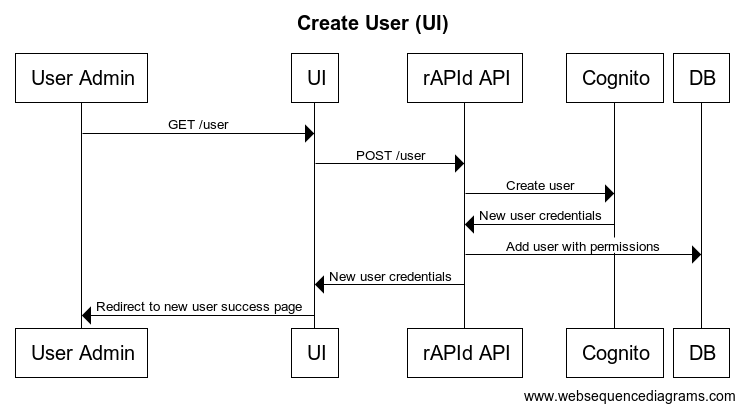 Create User (UI)
User Admin
UI
rAPId API
Cognito
DB
GET /user
POST /user
Create user
New user credentials
Add user with permissions
New user credentials
Redirect to new user success page
User Admin
UI
rAPId API
Cognito
DB
www.websequencediagrams.com